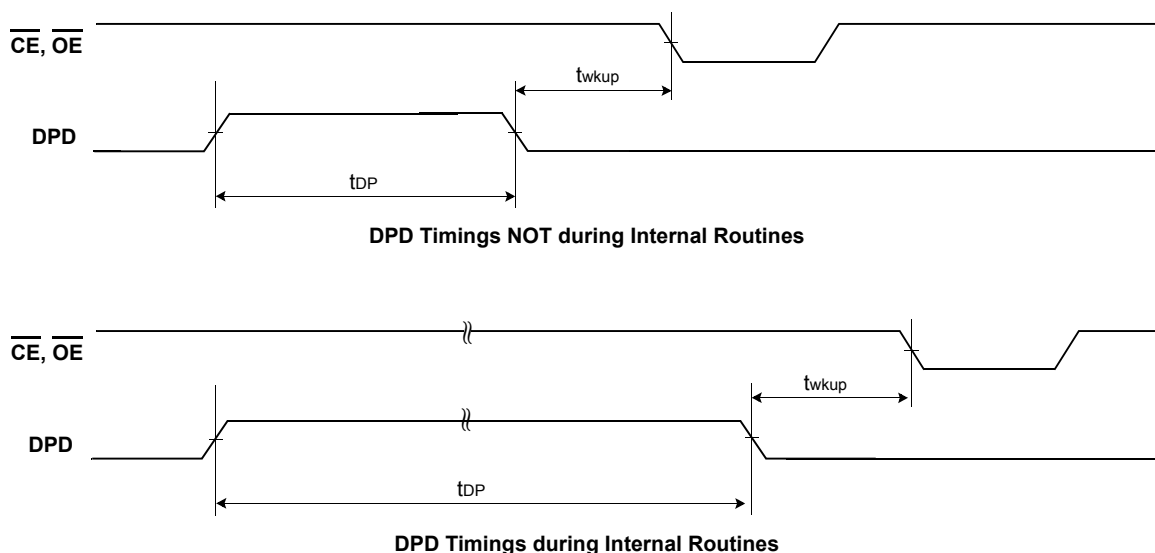 CE, OE
twkup
DPD
tDP
DPD Timings NOT during Internal Routines
CE, OE
twkup
DPD
tDP
DPD Timings during Internal Routines